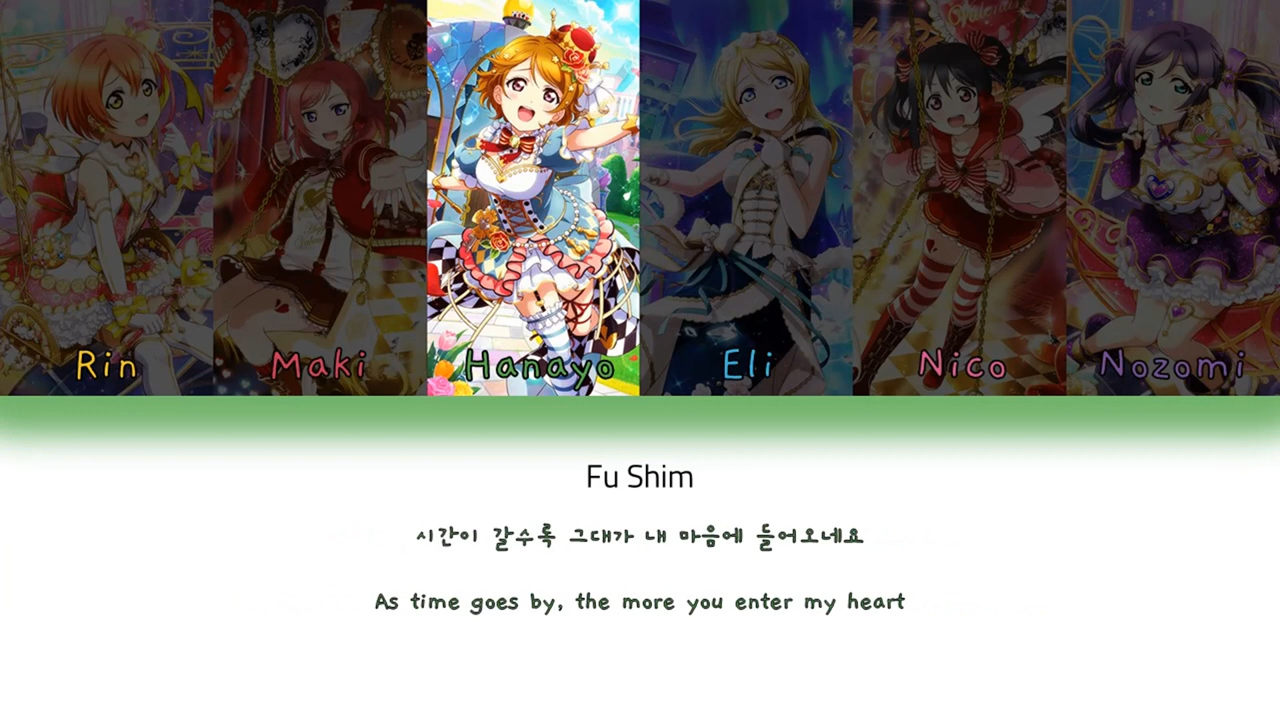 Rin Maki Hanayo Eli Nico Nozomi
Fu Shim
시간이 갈수록 그대가 내 마음에 들어오네요
As time goes by, the more you enter my heart